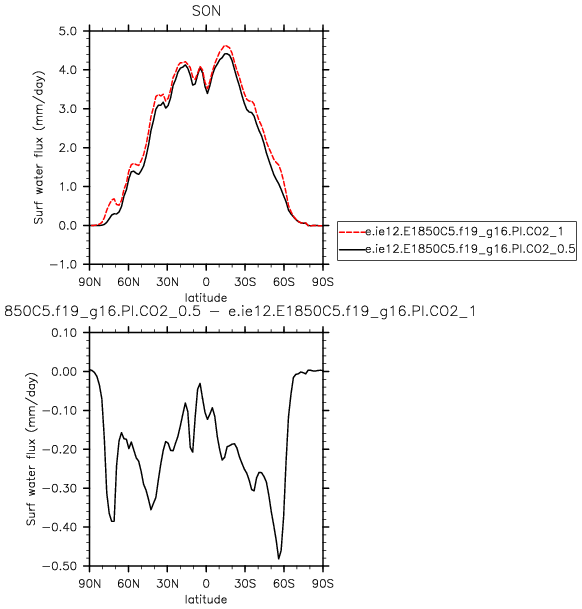 SON
Surf water flux (mm/day)
5.0
4.0
3.0
2.0
1.0
0.0
−1.0
90N 60N 30N 0 30S 60S 90S
latitude
e.ie12.E1850C5.f19_g16.PI.CO2_1
e.ie12.E1850C5.f19_g16.PI.CO2_0.5
850C5.f19_g16.PI.CO2_0.5 − e.ie12.E1850C5.f19_g16.PI.CO2_1
Surf water flux (mm/day)
0.10
0.00
−0.10
−0.20
−0.30
−0.40
−0.50
90N 60N 30N 0 30S 60S 90S
latitude